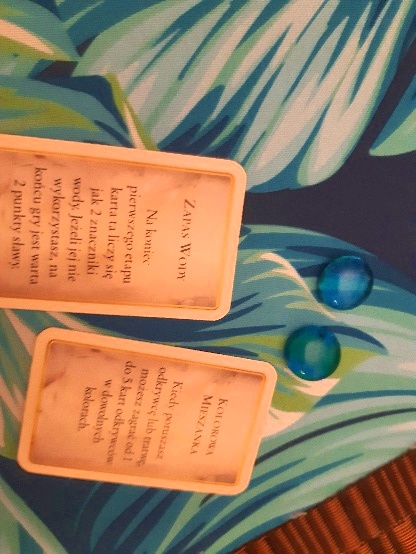 Zapas Wody
Na koniec
pierwszego etapu
karta ta liczy się
jak 2 znaczniki
wody. Jeżeli jej nie
wykorzystasz, na
końcu gry jest warta
2 punkty sławy.
Kolorowa
Mieszanka
Kiedy poruszasz
odkrywcę lub tratwę,
możesz zagrać od 1
do 8 kart odkrywców
w dowolnych
kolorach.